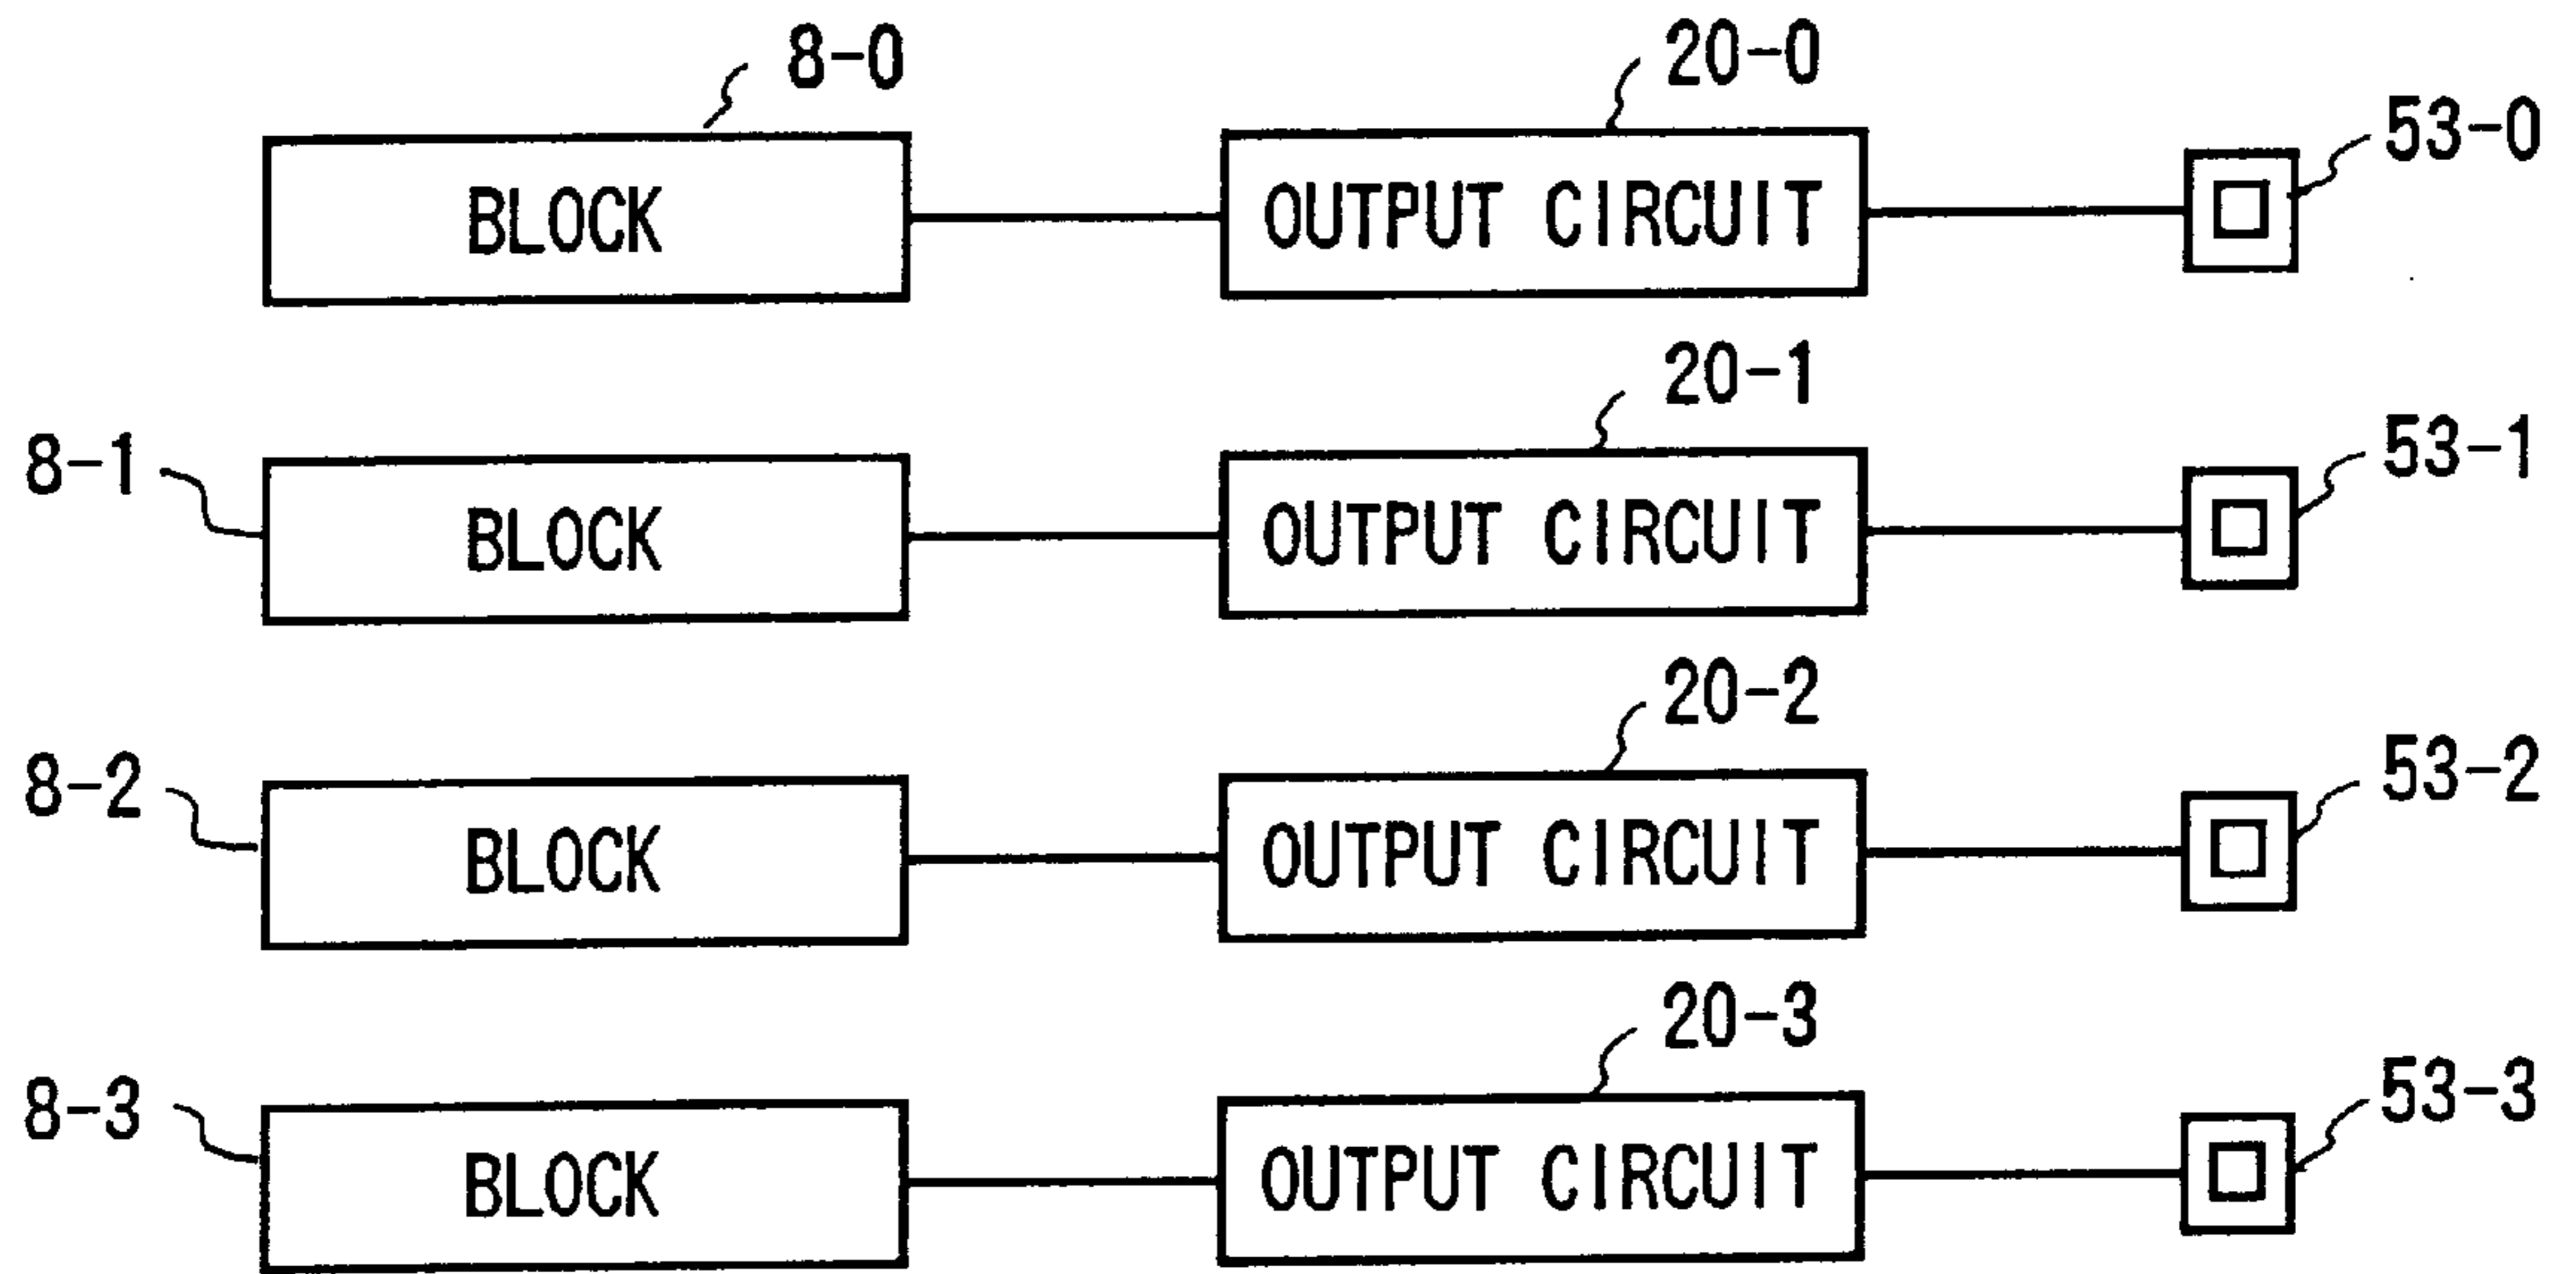 8-0 20-0 53-0
BLOCK OUTPUT CIRCUIT
20-1
8-1 53-1
BLOCK OUTPUT CIRCUIT
20-2
8-2 53-2
BLOCK OUTPUT CIRCUIT
20-3
8-3 53-3
BLOCK OUTPUT CIRCUIT